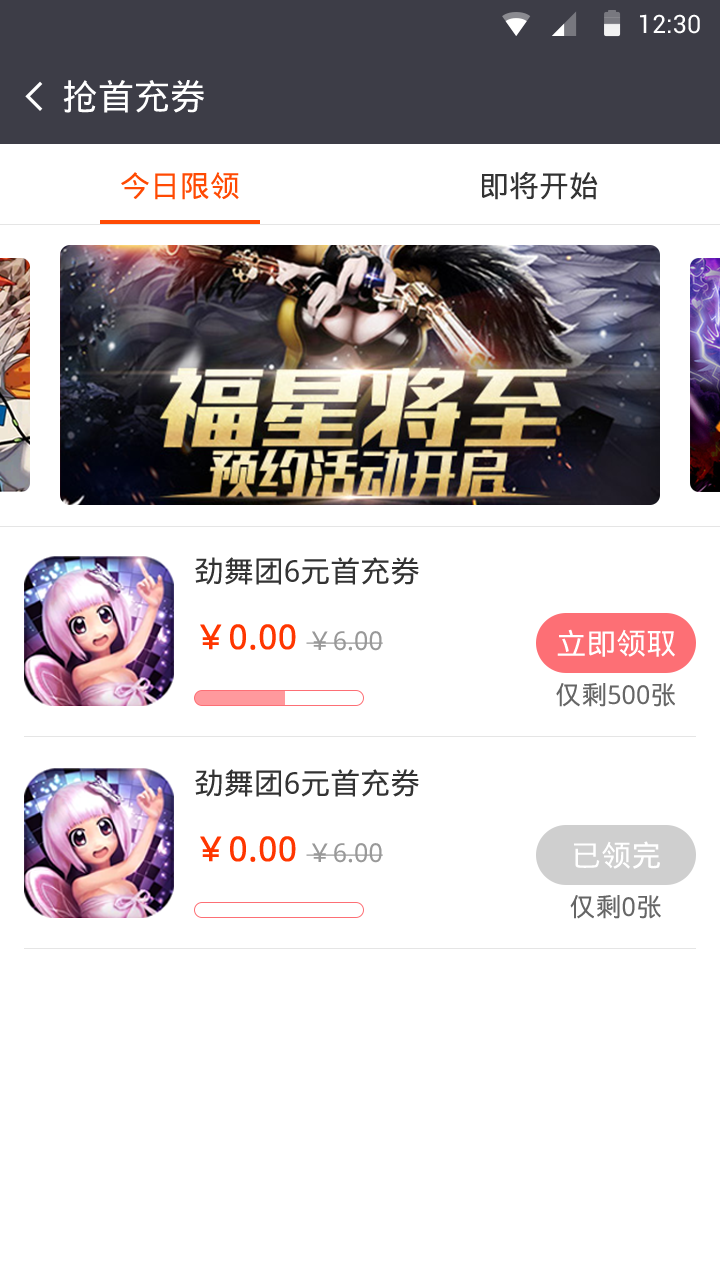 12:30
抢首充券
今日限领
即将开始
福星将至
预约活动开启
劲舞团6元首充券
￥0.00 ￥6.00
立即领取
仅剩500张
劲舞团6元首充券
￥0.00 ￥6.00
已领完
仅剩0张